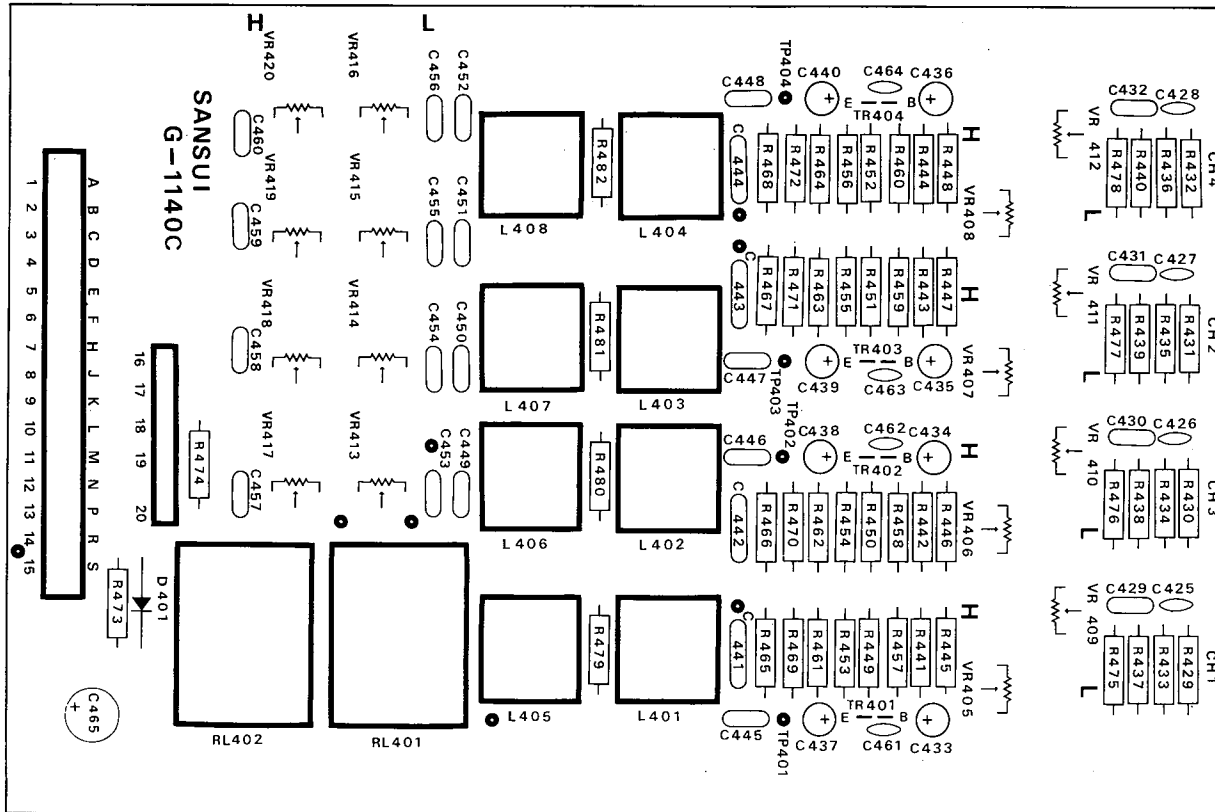 H
L
VR420
VR416
C456
C452
C448
TP404
C440
C464
C436
E
B
TR404
C432
C428
SANSUI
G-1140C
C460
R482
C
444
R468
R472
R464
R456
R452
R460
R444
R448
H
VR
412
R478
R440
R436
R432
CH4
L
VR419
VR415
C455
C451
C459
L408
L404
VR408
1
2
3
4
5
6
7
8
9
10
11
12
13
14
15
A
B
C
D
E
F
H
J
K
L
M
N
P
R
S
C
443
R467
R471
R463
R455
R451
R459
R443
R447
H
C431
C427
VR
411
R477
R439
R435
R431
CH2
L
VR418
VR414
C458
C454
C450
R481
L407
L403
C447
TP403
C439
E
TR403
B
C463
C435
VR407
16
17
18
19
20
R474
VR417
VR413
C457
C453
C449
R480
L406
L402
TP402
C446
C438
C462
C434
E
B
TR402
H
C430
C426
VR
410
R476
R438
R434
R430
CH3
L
C
442
R466
R470
R462
R454
R450
R458
R442
R446
VR406
R473
D401
C465
+
RL402
RL401
R479
L405
L401
C
441
R465
R469
R461
R453
R449
R457
R441
R445
H
VR405
C429
C425
VR
409
R475
R437
R433
R429
CH1
L
C445
TP401
C437
E
TR401
B
C461
C433